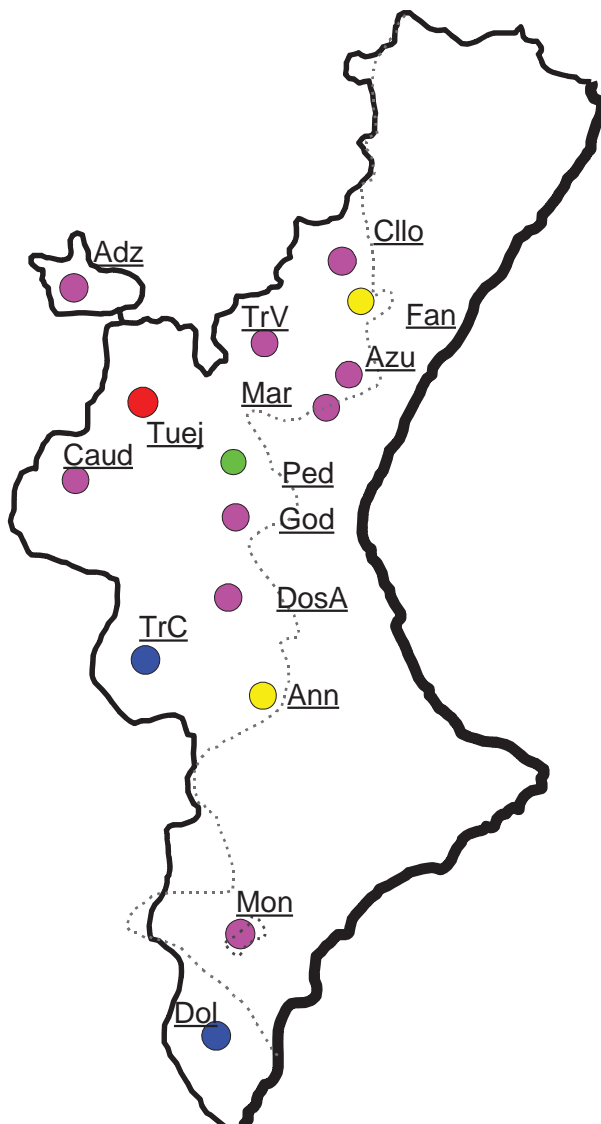 Cllo
Adz
Fan
TrV
Azu
Mar
Tuej
Caud
Ped
God
DosA
TrC
Ann
Mon
Dol